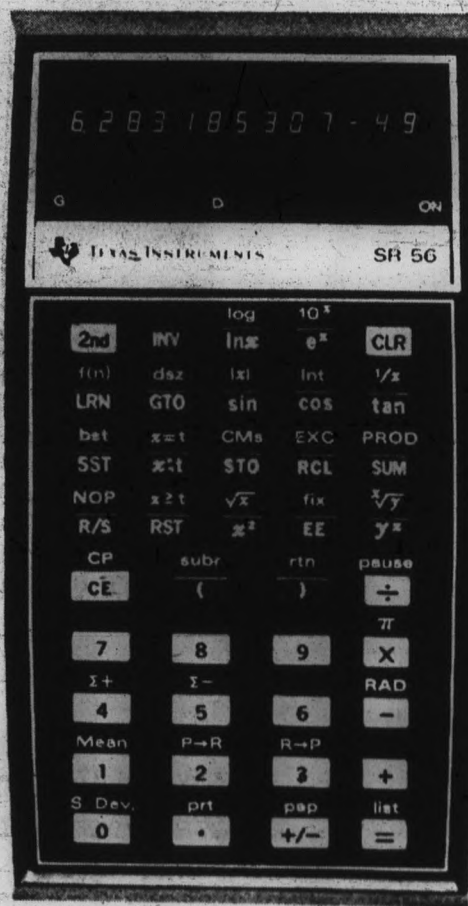 6.283185307-49
G D ON
TEXAS INSTRUMENTS SR 56
log 10ˣ
2nd INV lnx eˣ CLR
f(n) dsz |x| Int 1/x
LRN GTO sin cos tan
bst x=t CMs EXC PROD
SST x:t STO RCL SUM
NOP x≥t √x fix ˣ√y
R/S RST x² EE yˣ
CP subr rtn pause
CE ( ) ÷
π
7 8 9 X
Σ+ Σ- RAD
4 5 6 -
Mean P→R R→P
1 2 3 +
S. Dev. prt pap list
0 . +/- =